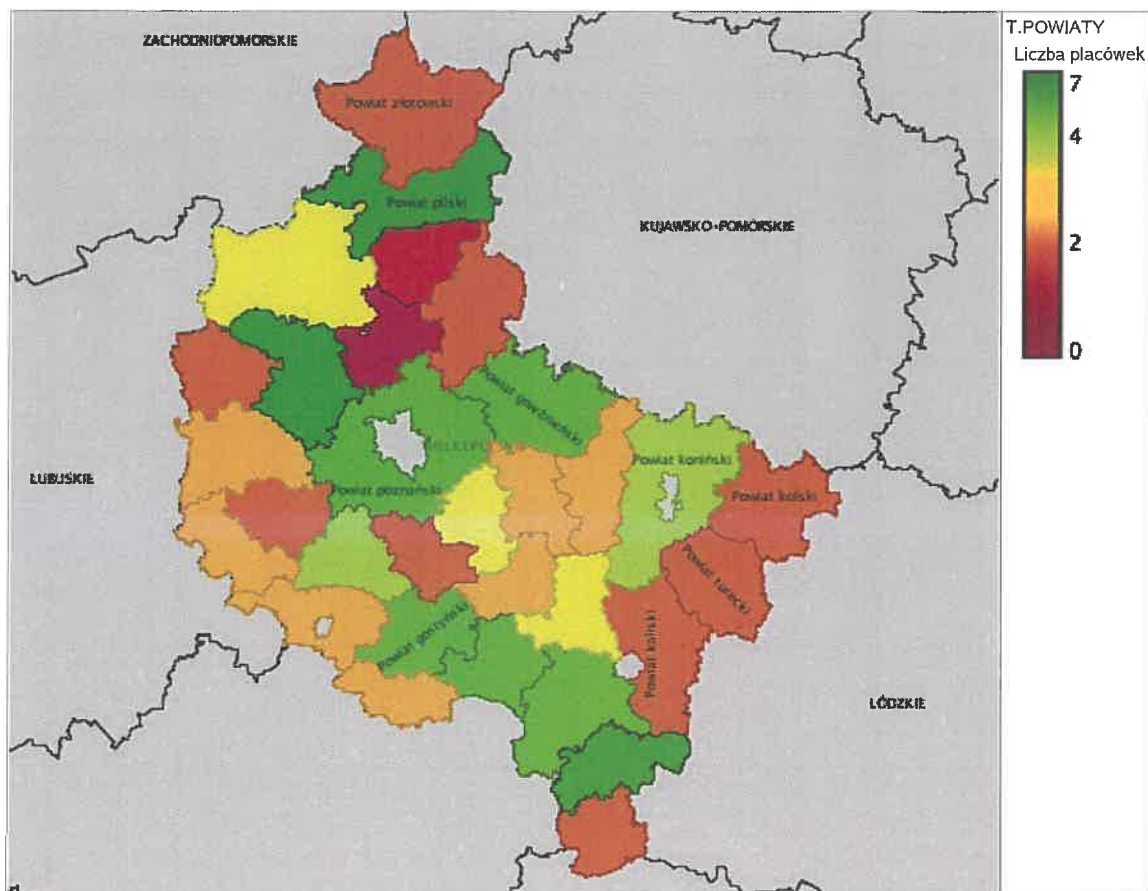 T.POWIATY
Liczba placówek
7
4
2
0
ZACHODNIOPOMORSKIE
Powiat złotowski
Powiat pilski
KUJAWSKO-POMORSKIE
Powiat gnieźnieński
Powiat koniński
LUBUSKIE
Powiat poznański
Powiat kolski
Powiat turecki
Powiat gostyński
Powiat kaliski
ŁÓDZKIE